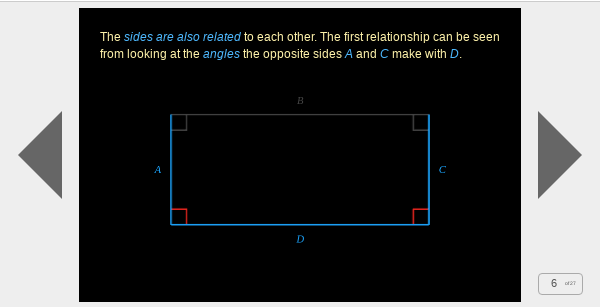 The sides are also related to each other. The first relationship can be seen
from looking at the angles the opposite sides A and C make with D.
B
A
C
D
6 of 27